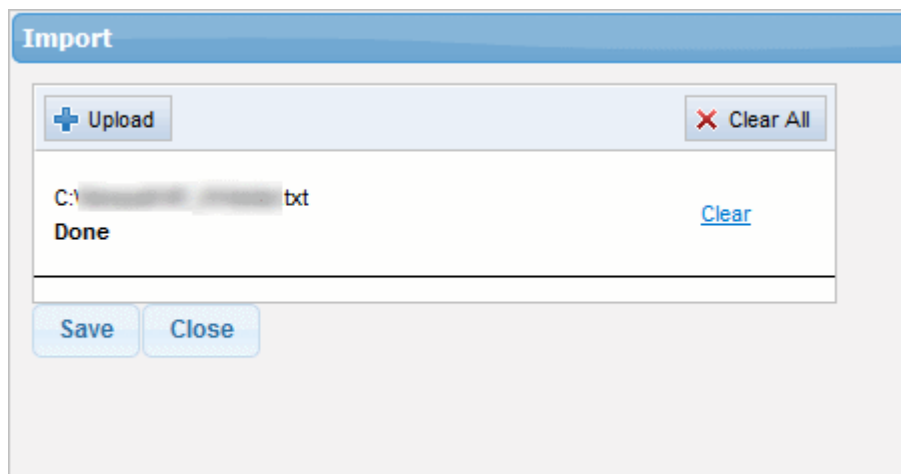 Import
Upload
Clear All
C:\ txt
Done
Clear
Save
Close